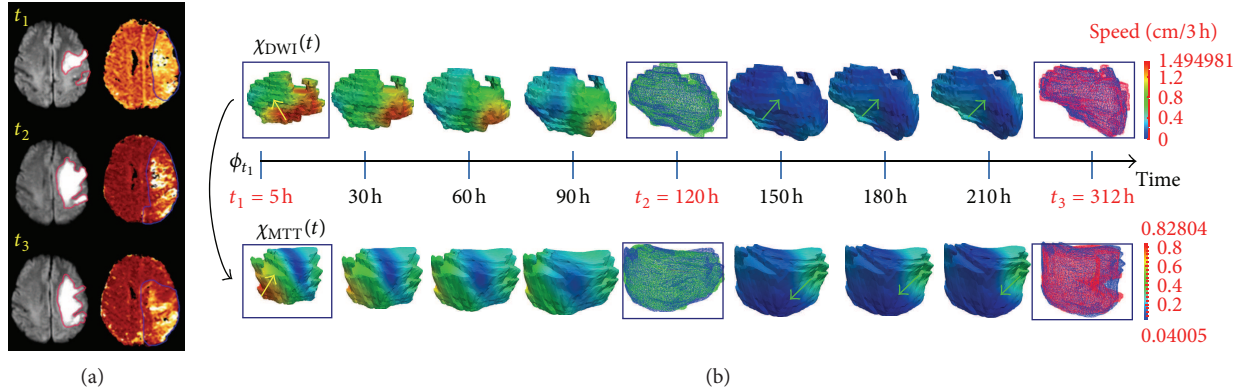 t₁
t₂
t₃
(a)
χDWI(t)
Speed (cm/3 h)
1.494981
1.2
0.8
0.4
0
ϕt₁
Time
t₁ = 5 h
30 h
60 h
90 h
t₂ = 120 h
150 h
180 h
210 h
t₃ = 312 h
χMTT(t)
0.82804
0.8
0.6
0.4
0.2
0.04005
(b)